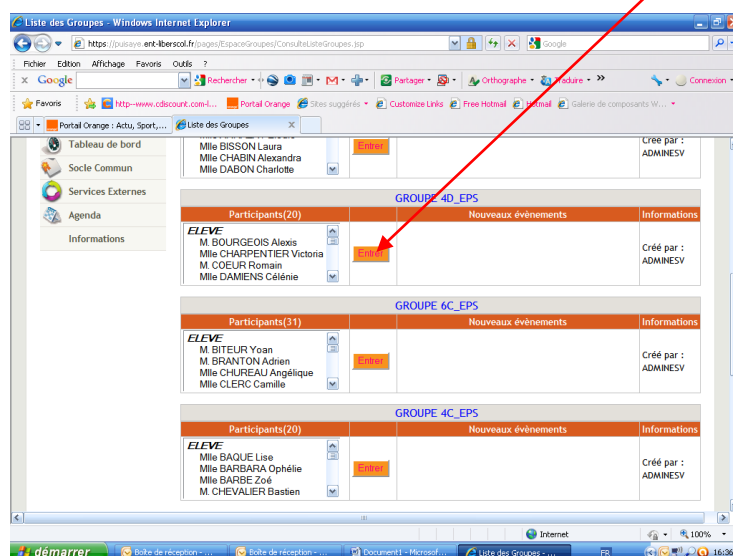 Liste des Groupes - Windows Internet Explorer
https://puisaye.ent-liberscol.fr/pages/EspaceGroupes/ConsulteListeGroupes.jsp
Google
Fichier Edition Affichage Favoris Outils ?
x Google Rechercher Partager Orthographe Traduire » Connexion
Favoris http--www.cdiscount.com-l... Portail Orange Sites suggérés Customize Links Free Hotmail Hotmail Galerie de composants W...
Portail Orange : Actu, Sport,... Liste des Groupes X
Tableau de bord
Socle Commun
Services Externes
Agenda
Informations
Mlle BISSON Laura
Mlle CHABIN Alexandra
Mlle DABON Charlotte
Entrer
Créé par :
ADMINESV
GROUPE 4D_EPS
Participants(20) Nouveaux évènements Informations
ELEVE
M. BOURGEOIS Alexis
Mlle CHARPENTIER Victoria
M. COEUR Romain
Mlle DAMIENS Célénie
Entrer
Créé par :
ADMINESV
GROUPE 6C_EPS
Participants(31) Nouveaux évènements Informations
ELEVE
M. BITEUR Yoan
M. BRANTON Adrien
Mlle CHUREAU Angélique
Mlle CLERC Camille
Entrer
Créé par :
ADMINESV
GROUPE 4C_EPS
Participants(20) Nouveaux évènements Informations
ELEVE
Mlle BAQUE Lise
Mlle BARBARA Ophélie
Mlle BARBE Zoé
M. CHEVALIER Bastien
Entrer
Créé par :
ADMINESV
Internet 100%
démarrer Boîte de réception - ... Boîte de réception - ... Document1 - Microsof... Liste des Groupes - ... FR 16:36